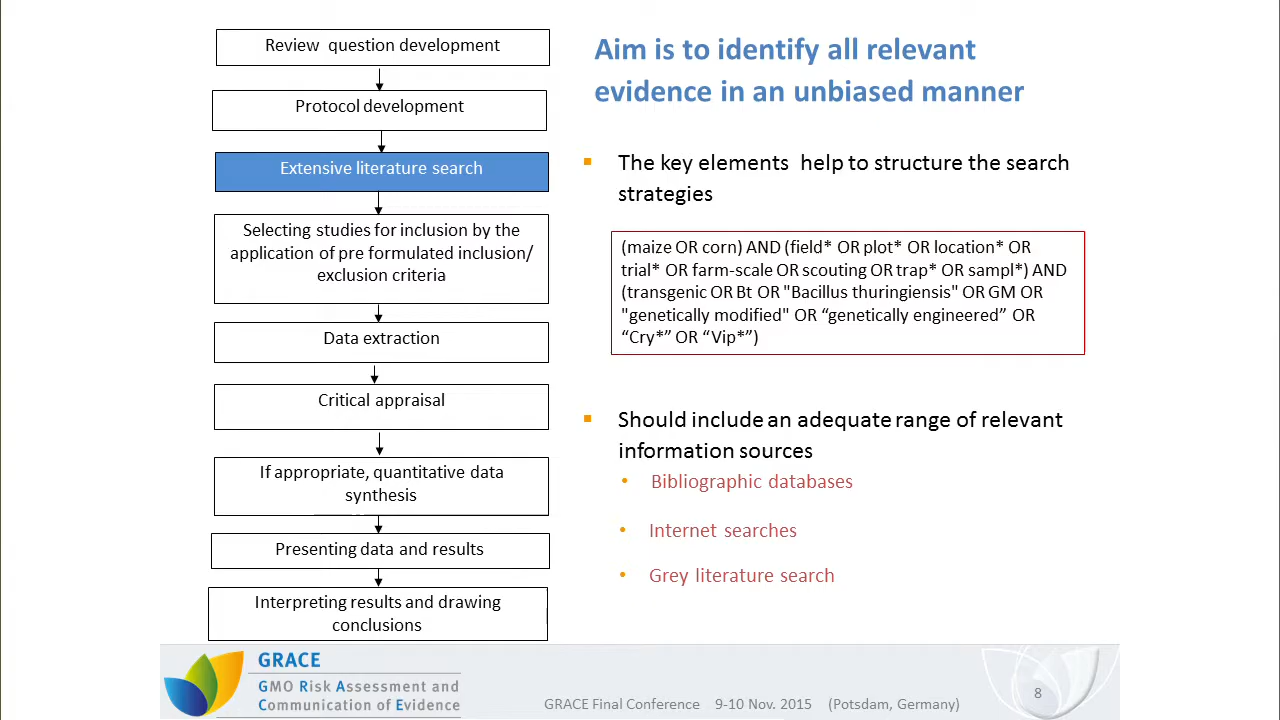 Review question development
Protocol development
Extensive literature search
Selecting studies for inclusion by the
application of pre formulated inclusion/
exclusion criteria
Data extraction
Critical appraisal
If appropriate, quantitative data
synthesis
Presenting data and results
Interpreting results and drawing
conclusions
Aim is to identify all relevant
evidence in an unbiased manner
▪ The key elements help to structure the search
strategies
(maize OR corn) AND (field* OR plot* OR location* OR
trial* OR farm-scale OR scouting OR trap* OR sampl*) AND
(transgenic OR Bt OR "Bacillus thuringiensis" OR GM OR
"genetically modified" OR “genetically engineered” OR
“Cry*” OR “Vip*”)
▪ Should include an adequate range of relevant
information sources
• Bibliographic databases
• Internet searches
• Grey literature search
GRACE
GMO Risk Assessment and
Communication of Evidence
GRACE Final Conference 9-10 Nov. 2015 (Potsdam, Germany)
8